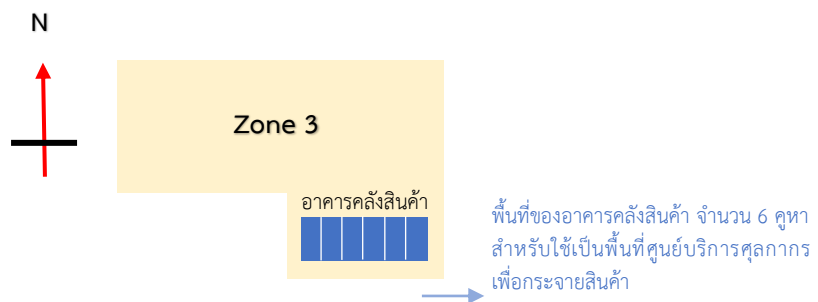 N
Zone 3
อาคารคลังสินค้า
พื้นที่ของอาคารคลังสินค้า จำนวน 6 คูหา
สำหรับใช้เป็นพื้นที่ศูนย์บริการศุลกากร
เพื่อกระจายสินค้า